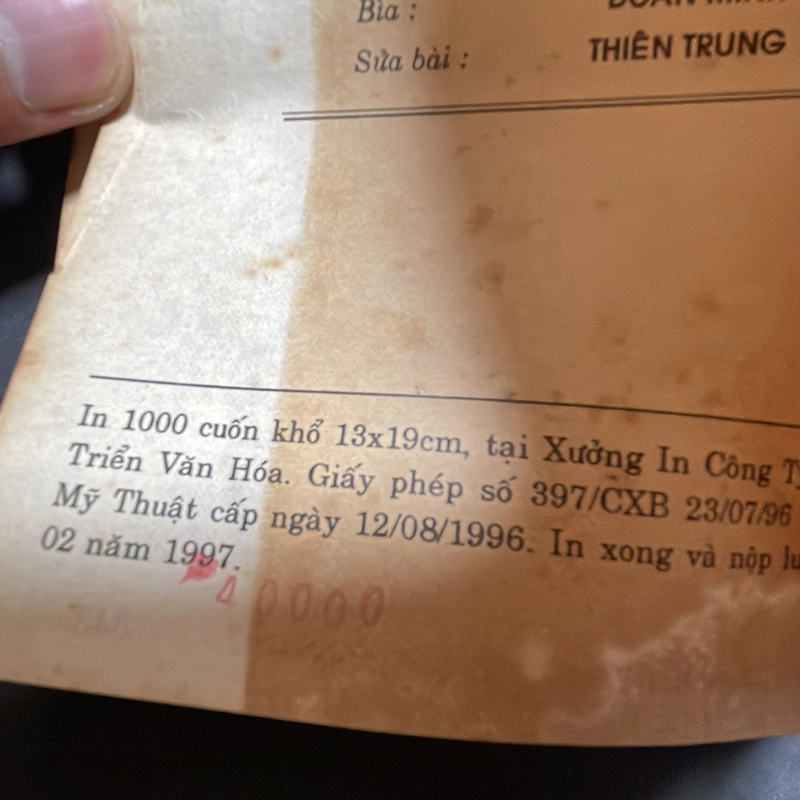 Bìa :
Sửa bài : THIÊN TRUNG
In 1000 cuốn khổ 13x19cm, tại Xưởng In Công Ty
Triển Văn Hóa. Giấy phép số 397/CXB 23/07/96
Mỹ Thuật cấp ngày 12/08/1996. In xong và nộp
02 năm 1997.
0000